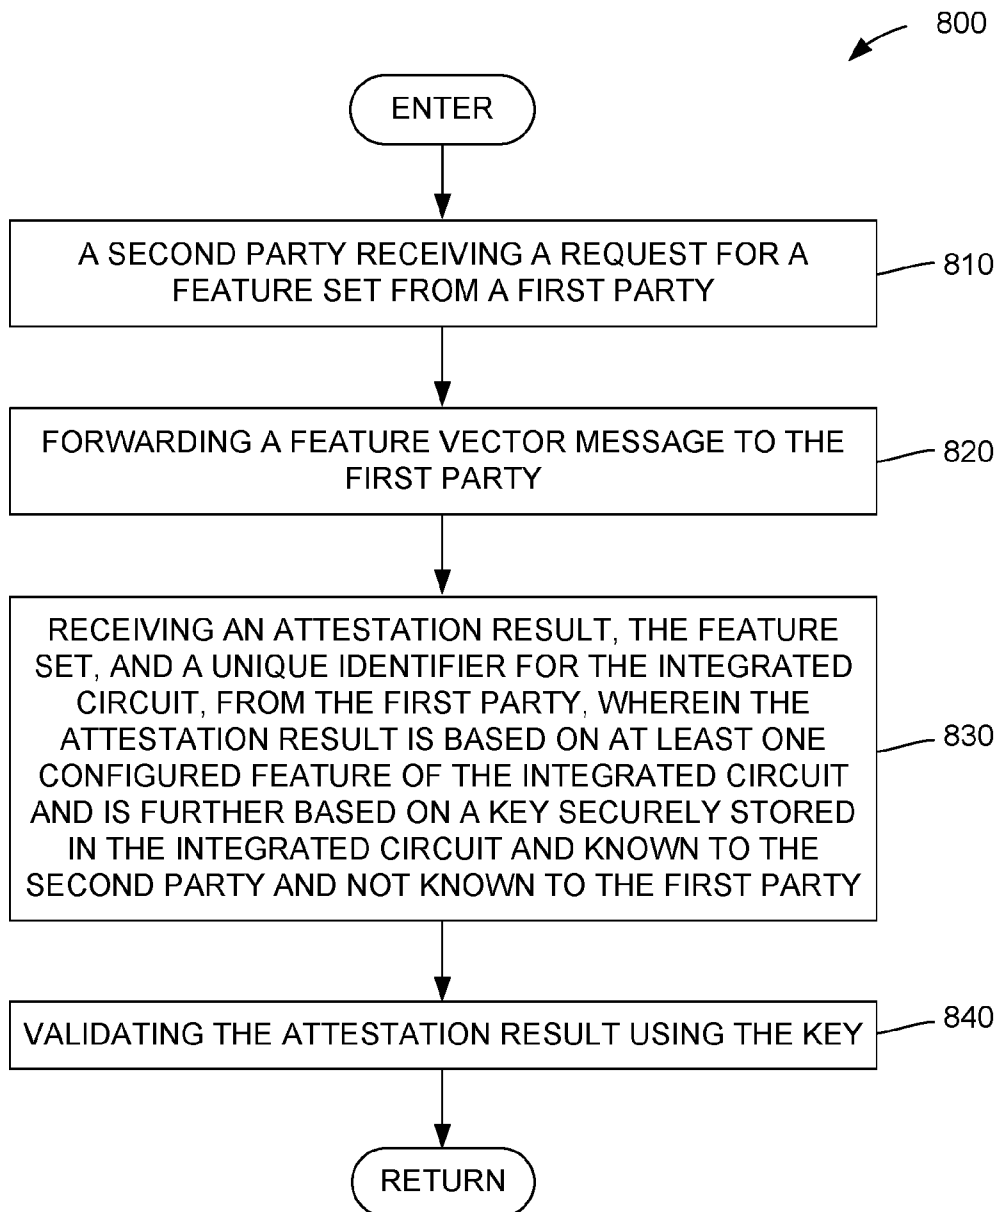 800
ENTER
A SECOND PARTY RECEIVING A REQUEST FOR A
FEATURE SET FROM A FIRST PARTY
810
FORWARDING A FEATURE VECTOR MESSAGE TO THE
FIRST PARTY
820
RECEIVING AN ATTESTATION RESULT, THE FEATURE
SET, AND A UNIQUE IDENTIFIER FOR THE INTEGRATED
CIRCUIT, FROM THE FIRST PARTY, WHEREIN THE
ATTESTATION RESULT IS BASED ON AT LEAST ONE
CONFIGURED FEATURE OF THE INTEGRATED CIRCUIT
AND IS FURTHER BASED ON A KEY SECURELY STORED
IN THE INTEGRATED CIRCUIT AND KNOWN TO THE
SECOND PARTY AND NOT KNOWN TO THE FIRST PARTY
830
VALIDATING THE ATTESTATION RESULT USING THE KEY
840
RETURN